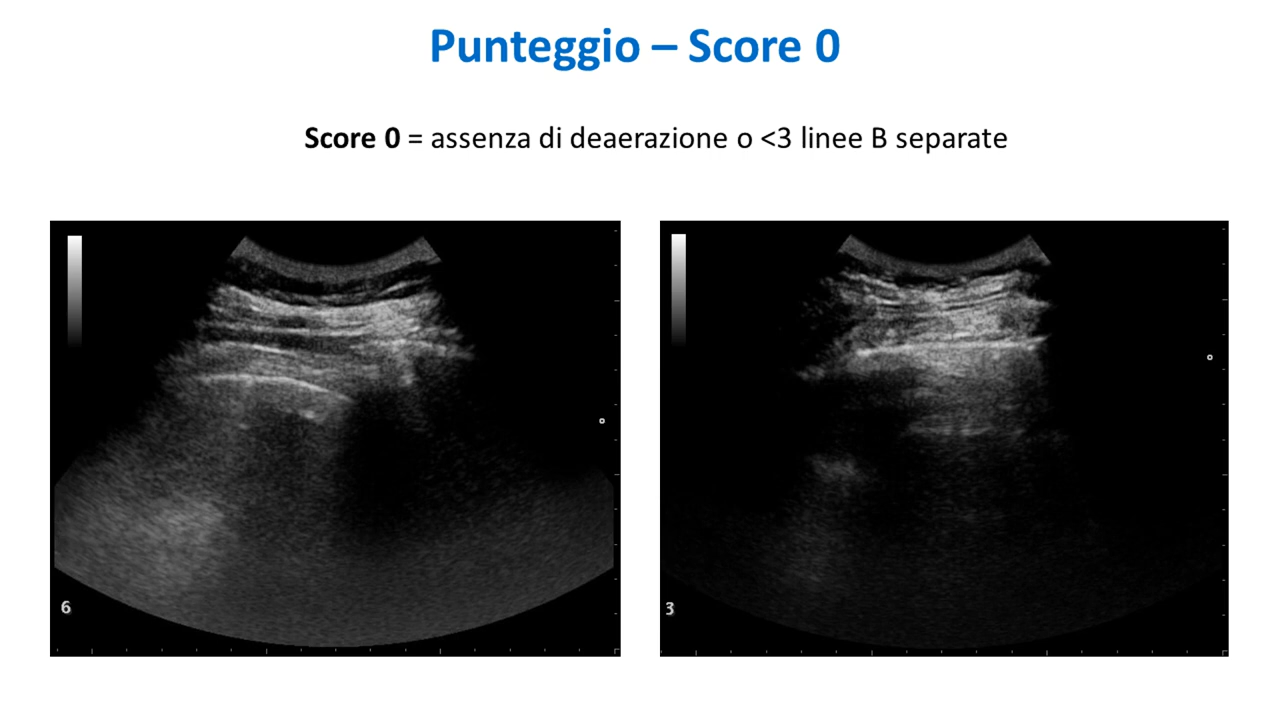 Punteggio – Score 0
Score 0 = assenza di deaerazione o <3 linee B separate
6
3